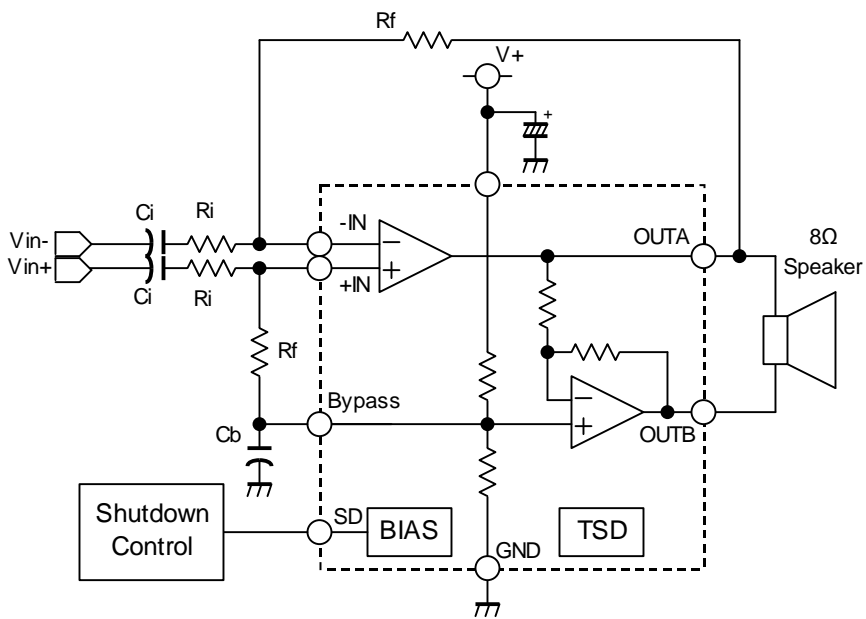 Rf
V+
+
Ci
Ri
-IN
Vin-
OUTA
8Ω
Speaker
Vin+
+IN
Ci
Ri
Rf
Bypass
Cb
OUTB
Shutdown
Control
SD
BIAS
TSD
GND